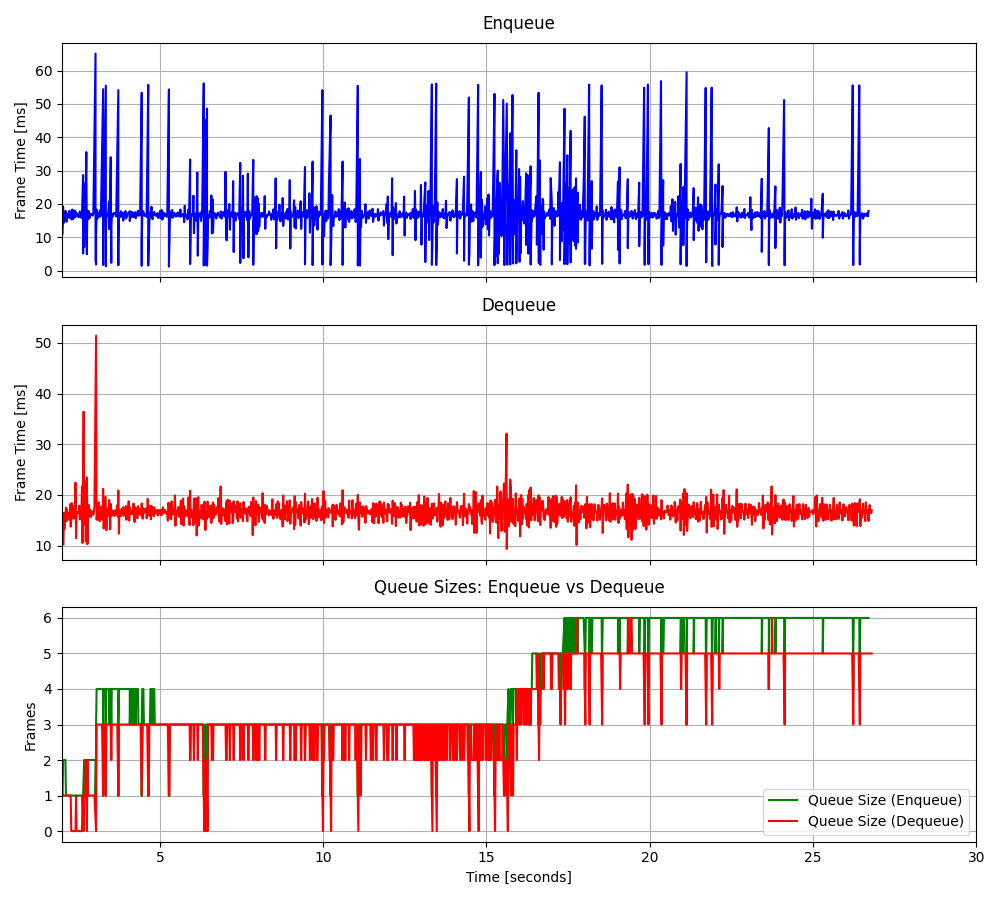 Enqueue
Frame Time [ms]
60
50
40
30
20
10
0
Dequeue
Frame Time [ms]
50
40
30
20
10
Queue Sizes: Enqueue vs Dequeue
Frames
6
5
4
3
2
1
0
Queue Size (Enqueue)
Queue Size (Dequeue)
5 10 15 20 25 30
Time [seconds]